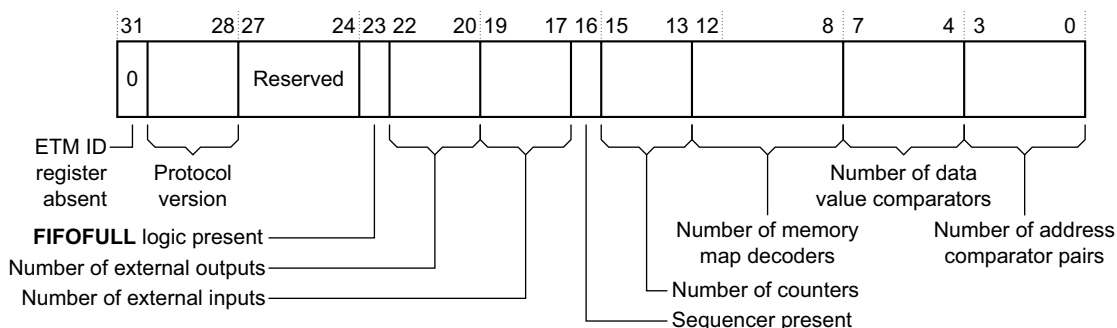 31 28 27 24 23 22 20 19 17 16 15 13 12 8 7 4 3 0
0 Reserved
ETM ID
register
absent
Protocol
version
Number of data
value comparators
FIFOFULL logic present
Number of memory
map decoders
Number of address
comparator pairs
Number of external outputs
Number of external inputs
Number of counters
Sequencer present